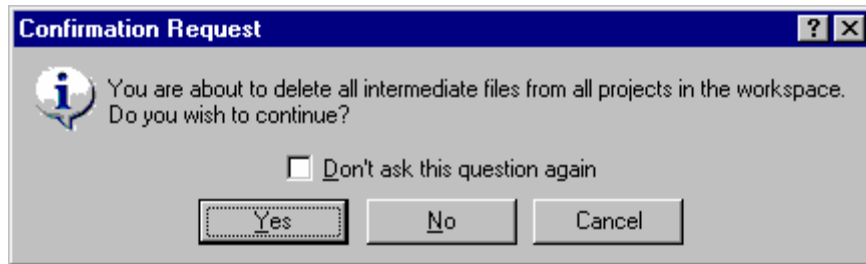 Confirmation Request
You are about to delete all intermediate files from all projects in the workspace.
Do you wish to continue?
Don't ask this question again
Yes No Cancel